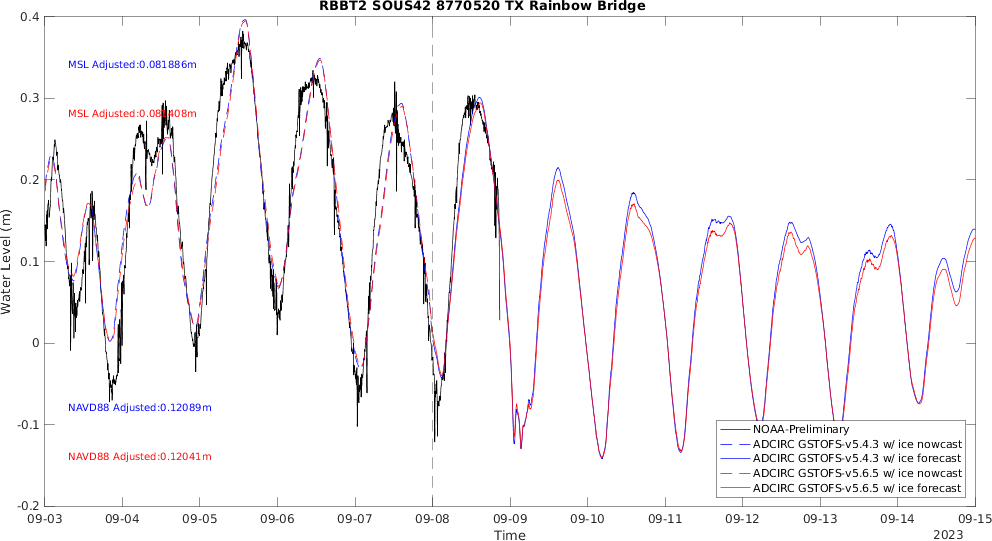 RBBT2 SOUS42 8770520 TX Rainbow Bridge
0.4
MSL Adjusted:0.081886m
0.3
MSL Adjusted:0.081408m
0.2
Water Level (m)
0.1
0
NAVD88 Adjusted:0.12089m
-0.1
NOAA-Preliminary
ADCIRC GSTOFS-v5.4.3 w/ ice nowcast
NAVD88 Adjusted:0.12041m
ADCIRC GSTOFS-v5.4.3 w/ ice forecast
ADCIRC GSTOFS-v5.6.5 w/ ice nowcast
ADCIRC GSTOFS-v5.6.5 w/ ice forecast
-0.2
09-03 09-04 09-05 09-06 09-07 09-08 09-09 09-10 09-11 09-12 09-13 09-14 09-15
Time
2023